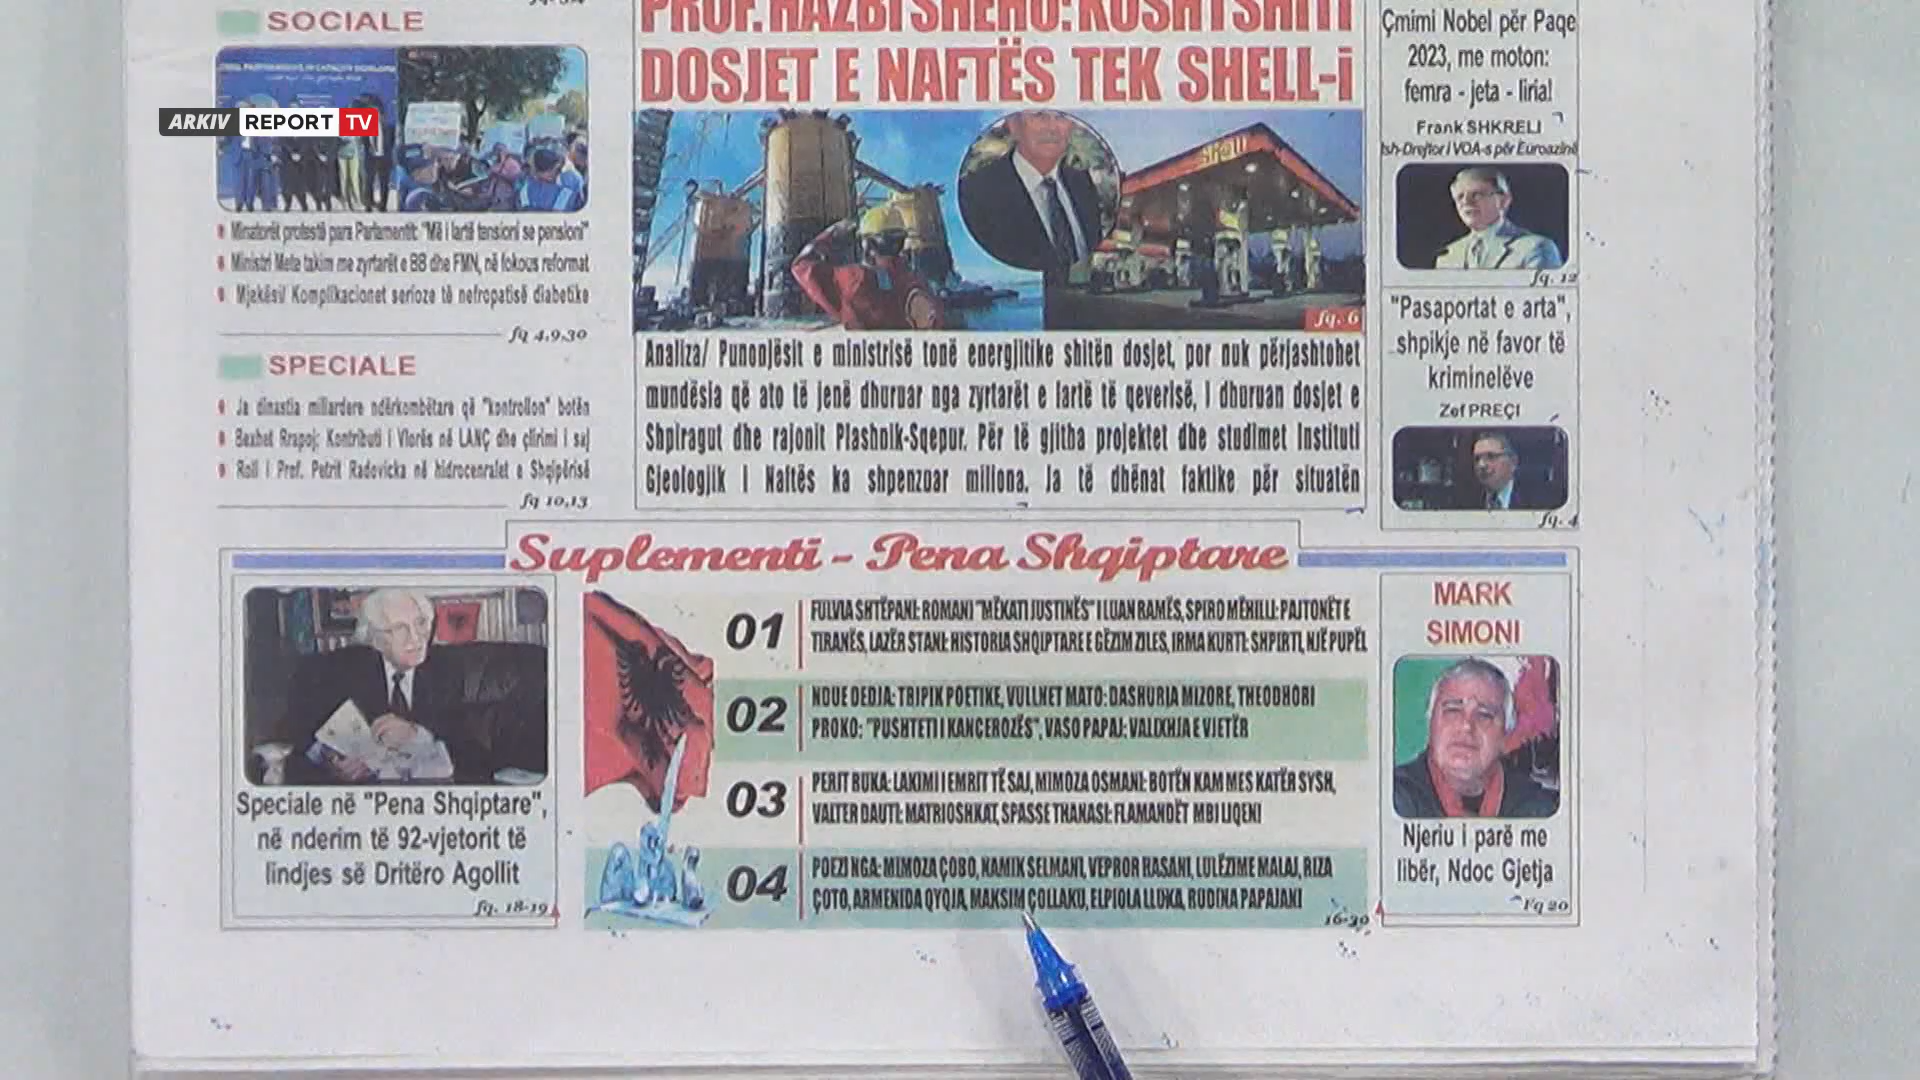 SOCIALE
ARKIV REPORT TV
Minatorët protestë para Parlamentit: "Më i lartë tensioni se pensioni"
Ministri Mete takim me zyrtarët e BB dhe FMN, në fokous reformat
Mjekësi/ Komplikacionet serioze të nefropatisë diabetike
fq 4,9,30
SPECIALE
Ja dinastia miliardere ndërkombëtare që "kontrollon" botën
Bexhet Rrapoj: Kontributi i Vlorës në LANÇ dhe çlirimi i saj
Roli i Prof. Petrit Radovicka në hidrocenralet e Shqipërisë
fq 10,13
PROF. HAZBI SHEHU: KUSH I SHITI
DOSJET E NAFTËS TEK SHELL-i
Shell
fq. 6
Analiza/ Punonjësit e ministrisë tonë energjitike shitën dosjet, por nuk përjashtohet
mundësia që ato të jenë dhuruar nga zyrtarët e lartë të qeverisë, I dhuruan dosjet e
Shpiragut dhe rajonit Plashnik-Sqepur. Për të gjitha projektet dhe studimet Instituti
Gjeologjik i Naftës ka shpenzuar miliona. Ja të dhënat faktike për situatën
Çmimi Nobel për Paqe
2023, me moton:
femra - jeta - liria!
Frank SHKRELI
Ish-Drejtor i VOA-s për Euroazinë
fq. 12
"Pasaportat e arta",
shpikje në favor të
kriminelëve
Zef PREÇI
fq. 4
Suplementi - Pena Shqiptare
Speciale në "Pena Shqiptare",
në nderim të 92-vjetorit të
lindjes së Dritëro Agollit
fq. 18-19
01
FULVIA SHTËPANI: ROMANI "MËKATI JUSTINËS" I LUAN RAMËS, SPIRO MËHILLI: PAJTONËT E
TIRANËS, LAZËR STANI: HISTORIA SHQIPTARE E GËZIM ZILES, IRMA KURTI: SHPIRTI, NJË PUPËL
02
NDUE DEDJA: TRIPIK POETIKE, VULLNET MATO: DASHURIA MIZORE, THEODHORI
PROKO: "PUSHTETI I KANÇEROZËS", VASO PAPAJ: VALIXHJA E VJETËR
03
PERIT BUKA: LAKIMI I EMRIT TË SAJ, MIMOZA OSMANI: BOTËN KAM MES KATËR SYSH,
VALTER DAUTI: MATRIOSHKAT, SPASSE THANASI: FLAMANDËT MBI LIQENI
04
POEZI NGA: MIMOZA ÇOBO, NAMIK SELMANI, VEPROR HASANI, LULËZIME MALAJ, RIZA
ÇOTO, ARMENIDA QYQJA, MAKSIM ÇOLLAKU, ELPIOLA LLUKA, RUDINA PAPAJANI
MARK
SIMONI
Njeriu i parë me
libër, Ndoc Gjetja
Fq 20